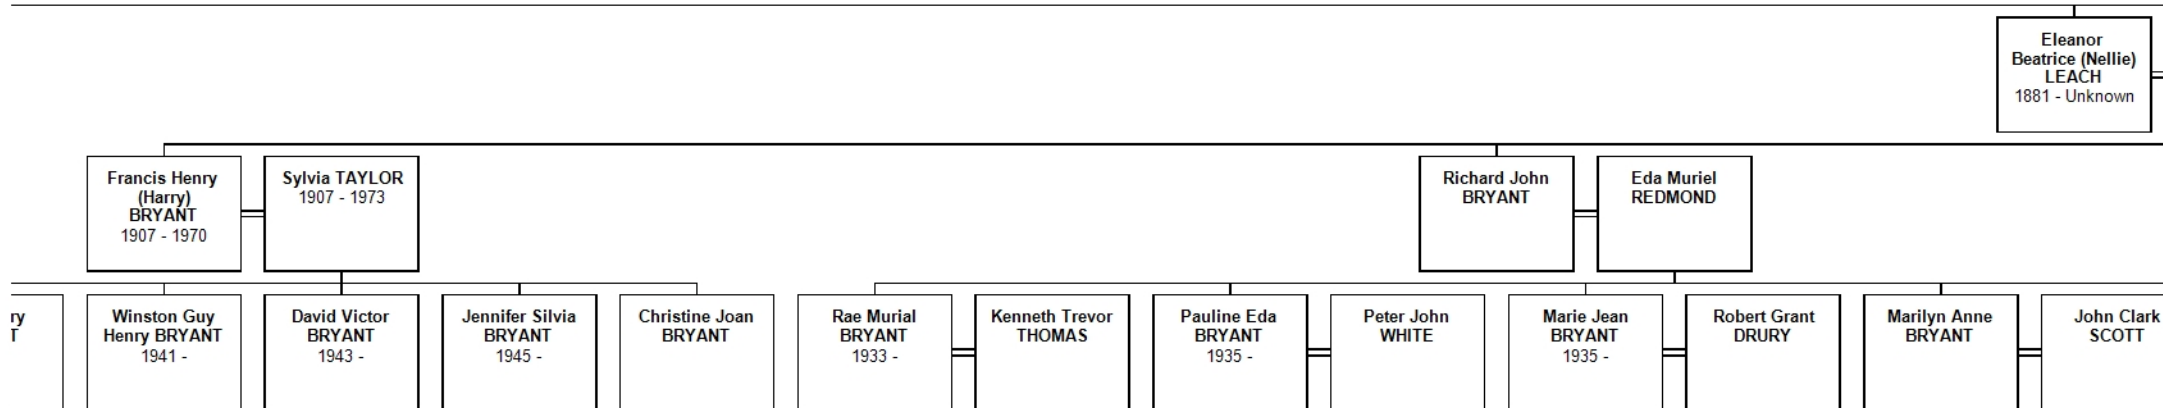 Eleanor
Beatrice (Nellie)
LEACH
1881 - Unknown
Francis Henry
(Harry)
BRYANT
1907 - 1970
Sylvia TAYLOR
1907 - 1973
Richard John
BRYANT
Eda Muriel
REDMOND
ry
T
Winston Guy
Henry BRYANT
1941 -
David Victor
BRYANT
1943 -
Jennifer Silvia
BRYANT
1945 -
Christine Joan
BRYANT
Rae Murial
BRYANT
1933 -
Kenneth Trevor
THOMAS
Pauline Eda
BRYANT
1935 -
Peter John
WHITE
Marie Jean
BRYANT
1935 -
Robert Grant
DRURY
Marilyn Anne
BRYANT
John Clark
SCOTT